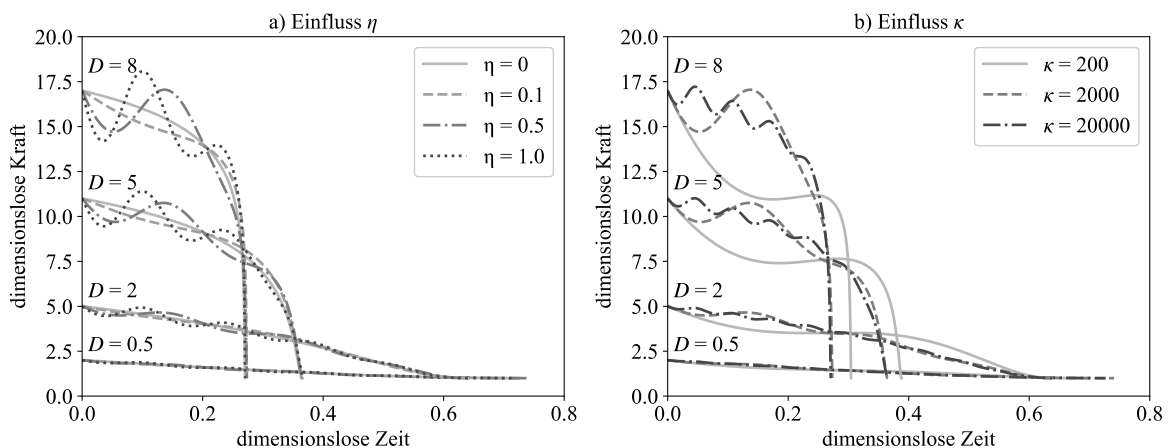 a) Einfluss η
20.0
17.5
15.0
12.5
10.0
7.5
5.0
2.5
0.0
dimensionslose Kraft
D = 8
D = 5
D = 2
D = 0.5
η = 0
η = 0.1
η = 0.5
η = 1.0
0.0 0.2 0.4 0.6 0.8
dimensionslose Zeit
b) Einfluss κ
20.0
17.5
15.0
12.5
10.0
7.5
5.0
2.5
0.0
dimensionslose Kraft
D = 8
D = 5
D = 2
D = 0.5
κ = 200
κ = 2000
κ = 20000
0.0 0.2 0.4 0.6 0.8
dimensionslose Zeit